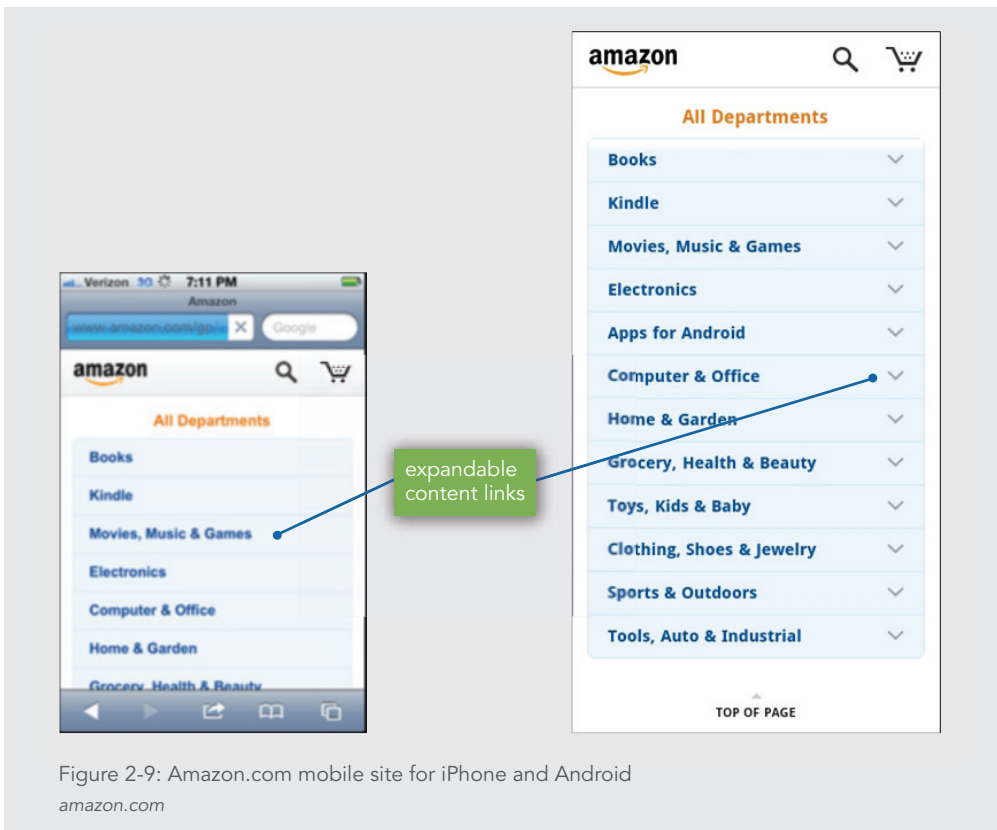 Verizon 3G 7:11 PM
Amazon
www.amazon.com/gp/
Google
amazon
All Departments
Books
Kindle
Movies, Music & Games
Electronics
Computer & Office
Home & Garden
Grocery, Health & Beauty
expandable
content links
amazon
All Departments
Books
Kindle
Movies, Music & Games
Electronics
Apps for Android
Computer & Office
Home & Garden
Grocery, Health & Beauty
Toys, Kids & Baby
Clothing, Shoes & Jewelry
Sports & Outdoors
Tools, Auto & Industrial
TOP OF PAGE
Figure 2-9: Amazon.com mobile site for iPhone and Android
amazon.com